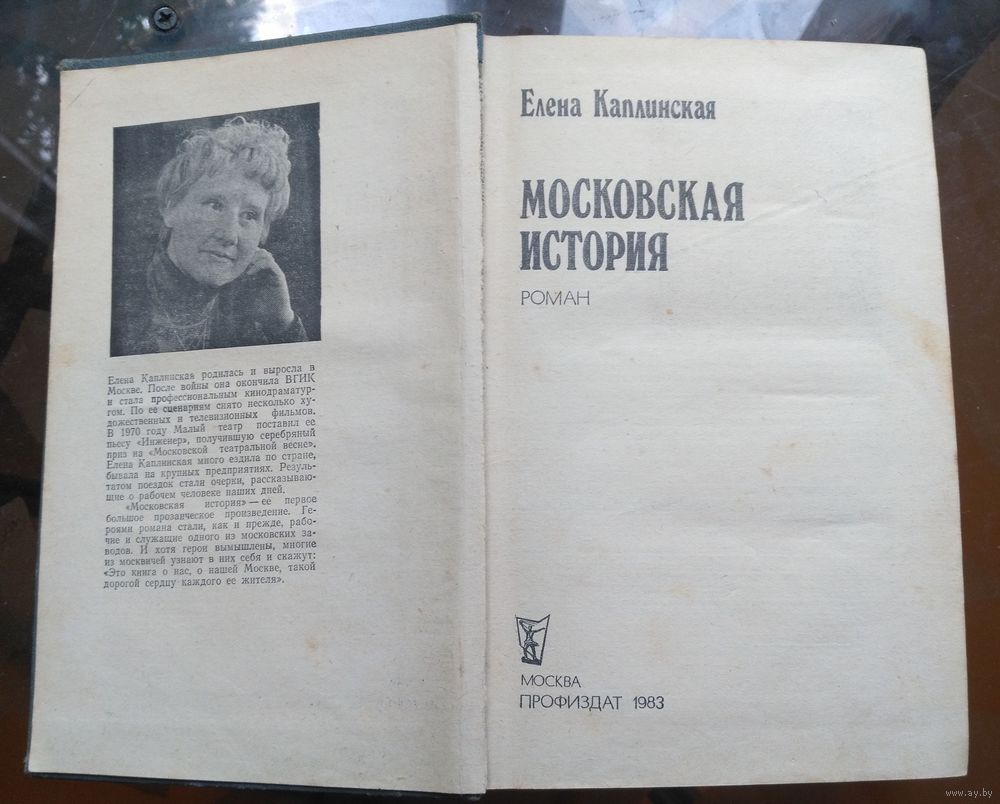 Елена Каплинская родилась и выросла в
Москве. После войны она окончила ВГИК
и стала профессиональным кинодраматур-
гом. По ее сценариям снято несколько ху-
дожественных и телевизионных фильмов.
В 1970 году Малый театр поставил ее
пьесу «Инженер», получившую серебряный
приз на «Московской театральной весне».
Елена Каплинская много ездила по стране,
бывала на крупных предприятиях. Резуль-
татом поездок стали очерки, рассказываю-
щие о рабочем человеке наших дней.
«Московская история» — ее первое
большое прозаическое произведение. Ге-
роями романа стали, как и прежде, рабо-
чие и служащие одного из московских за-
водов. И хотя герои вымышлены, многие
из москвичей узнают в них себя и скажут:
«Это книга о нас, о нашей Москве, такой
дорогой сердцу каждого ее жителя».
Елена Каплинская
МОСКОВСКАЯ
ИСТОРИЯ
РОМАН
МОСКВА
ПРОФИЗДАТ 1983
www.ay.by